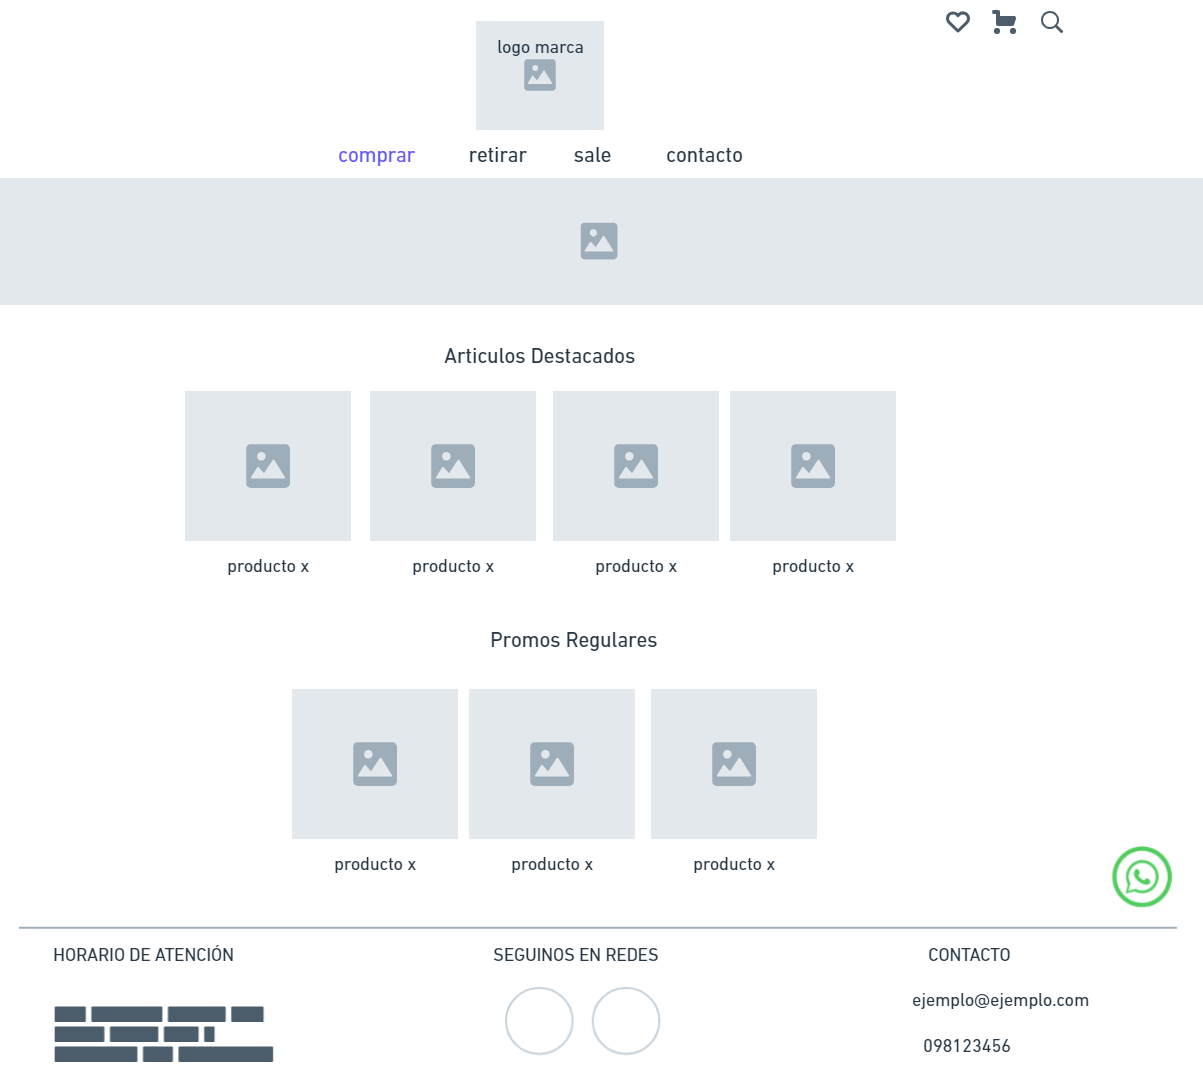 logo marca
comprar retirar sale contacto
Articulos Destacados
producto x producto x producto x producto x
Promos Regulares
producto x producto x producto x
HORARIO DE ATENCIÓN SEGUINOS EN REDES CONTACTO
ejemplo@ejemplo.com
098123456